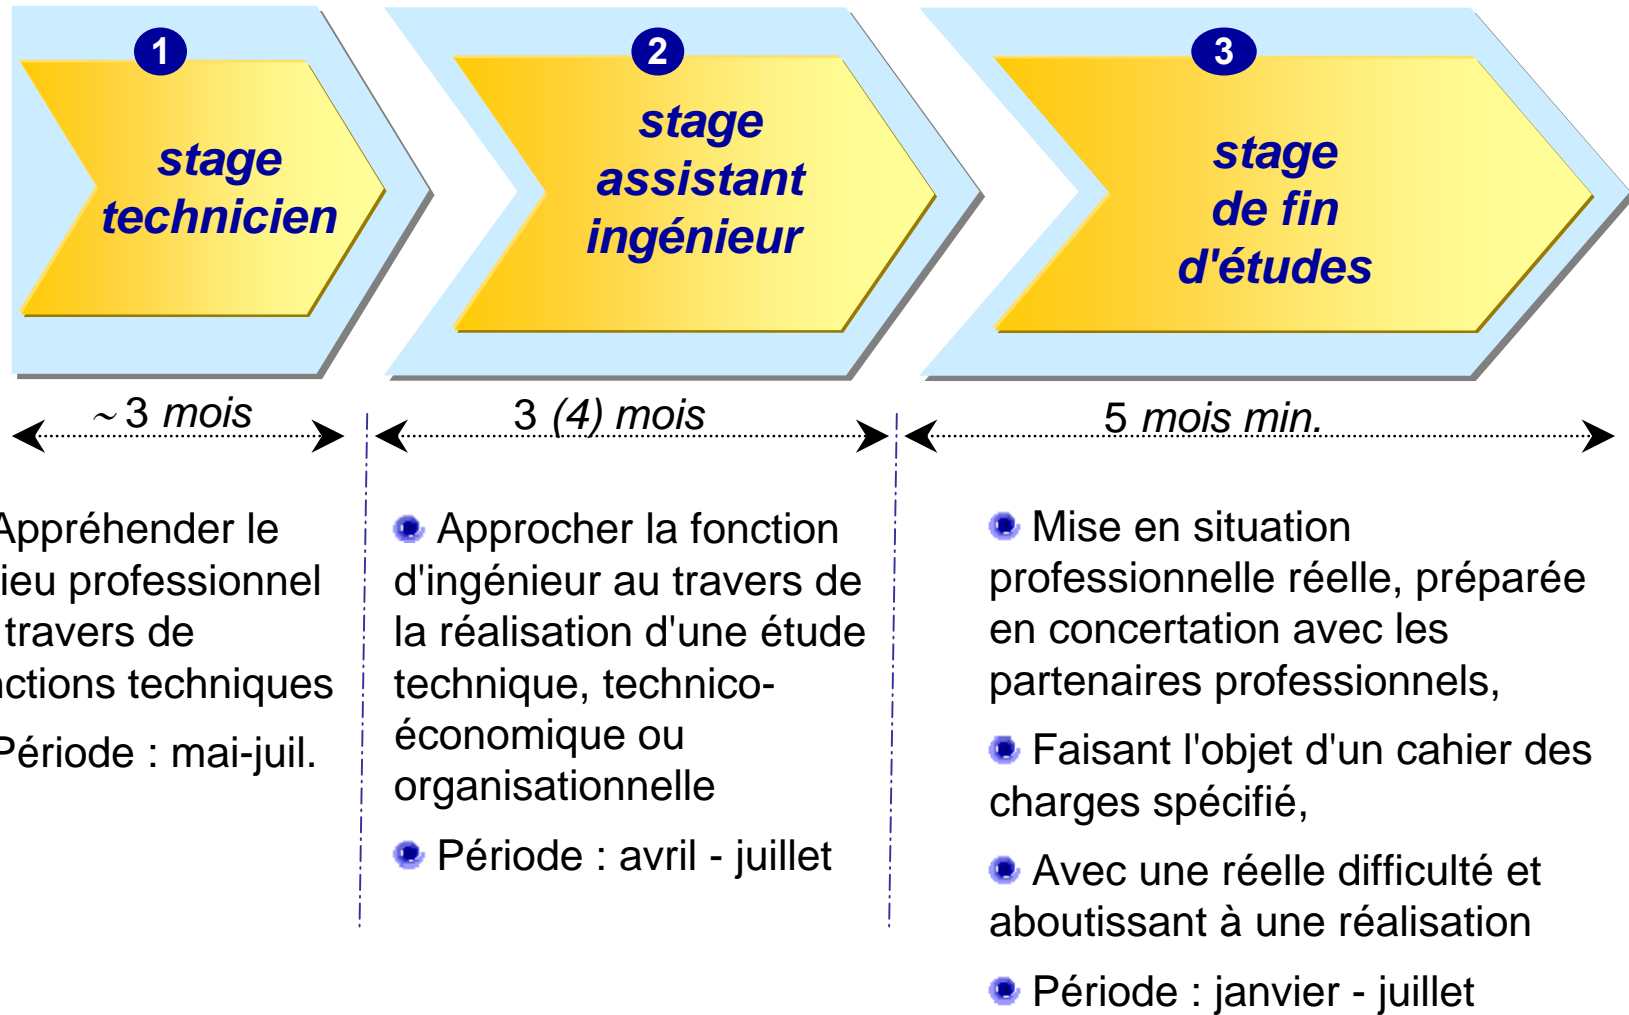 1
stage
technicien
~ 3 mois
Appréhender le
lieu professionnel
travers de
nctions techniques
Période : mai-juil.
2
stage
assistant
ingénieur
3 (4) mois
Approcher la fonction
d'ingénieur au travers de
la réalisation d'une étude
technique, technico-
économique ou
organisationnelle
Période : avril - juillet
3
stage
de fin
d'études
5 mois min.
Mise en situation
professionnelle réelle, préparée
en concertation avec les
partenaires professionnels,
Faisant l'objet d'un cahier des
charges spécifié,
Avec une réelle difficulté et
aboutissant à une réalisation
Période : janvier - juillet